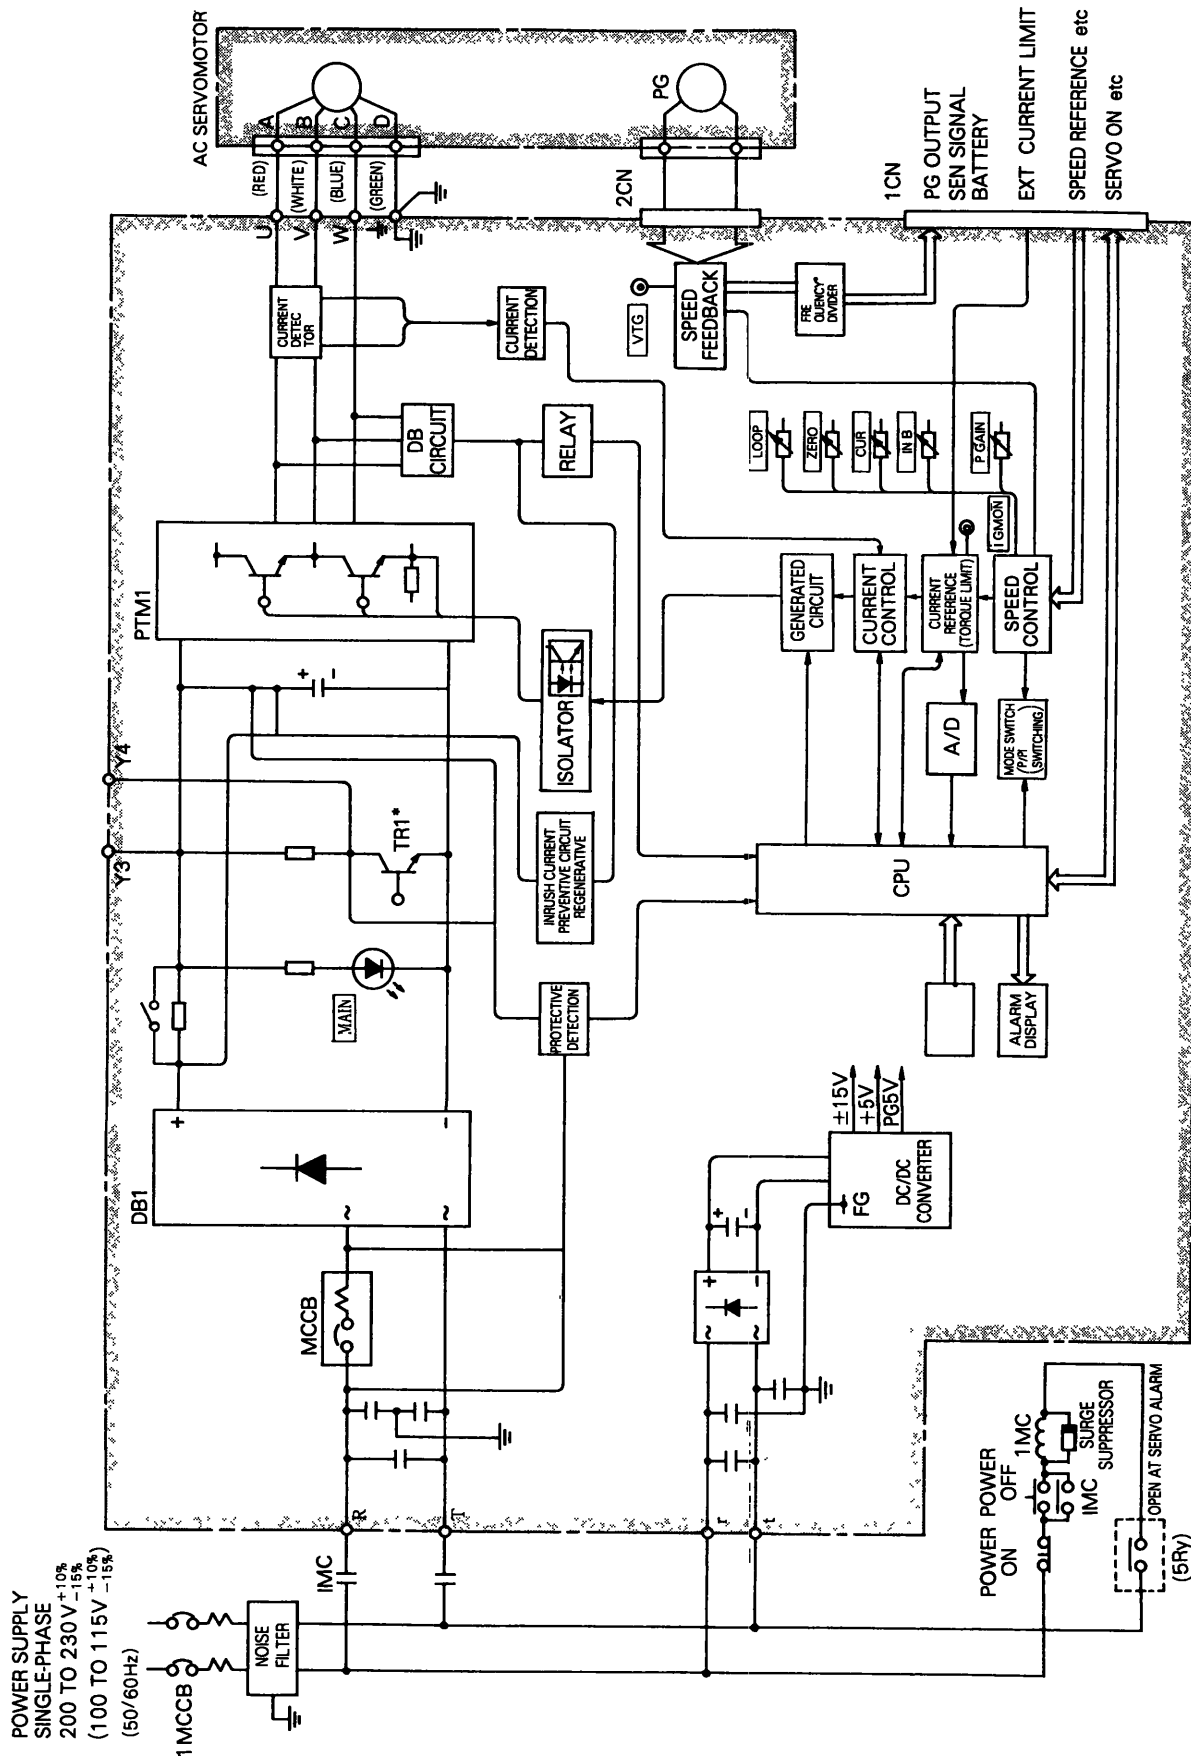 POWER SUPPLY
SINGLE-PHASE
200 TO 230V +10% -15%
(100 TO 115V +10% -15%)
(50/60Hz)
1MCCB
NOISE
FILTER
IMC
R
T
r
t
MCCB
DB1
~
~
+
-
MAIN
Y3
Y4
TR1*
+
-
PTM1
CURRENT
DETEC
TOR
U
V
W
(RED)
(WHITE)
(BLUE)
(GREEN)
A
B
C
D
AC SERVOMOTOR
PG
2CN
DB
CIRCUIT
CURRENT
DETECTION
RELAY
ISOLATOR
INRUSH CURRENT
PREVENTIVE CIRCUIT
REGENERATIVE
PROTECTIVE
DETECTION
VTG
SPEED
FEEDBACK
FRE
QUENCY*
DIVIDER
1CN
PG OUTPUT
SEN SIGNAL
BATTERY
EXT CURRENT LIMIT
SPEED REFERENCE etc
SERVO ON etc
LOOP
ZERO
CUR
IN B
P GAIN
IGMON
GENERATED
CIRCUIT
CURRENT
CONTROL
CURRENT
REFERENCE
(TORQUE LIMIT)
SPEED
CONTROL
A/D
MODE SWITCH
(P/PI
SWITCHING)
CPU
ALARM
DISPLAY
~
~
+
-
+
-
FG
DC/DC
CONVERTER
±15V
+5V
PG5V
POWER
ON
POWER
OFF
1MC
IMC
SURGE
SUPPRESSOR
OPEN AT SERVO ALARM
(5Ry)